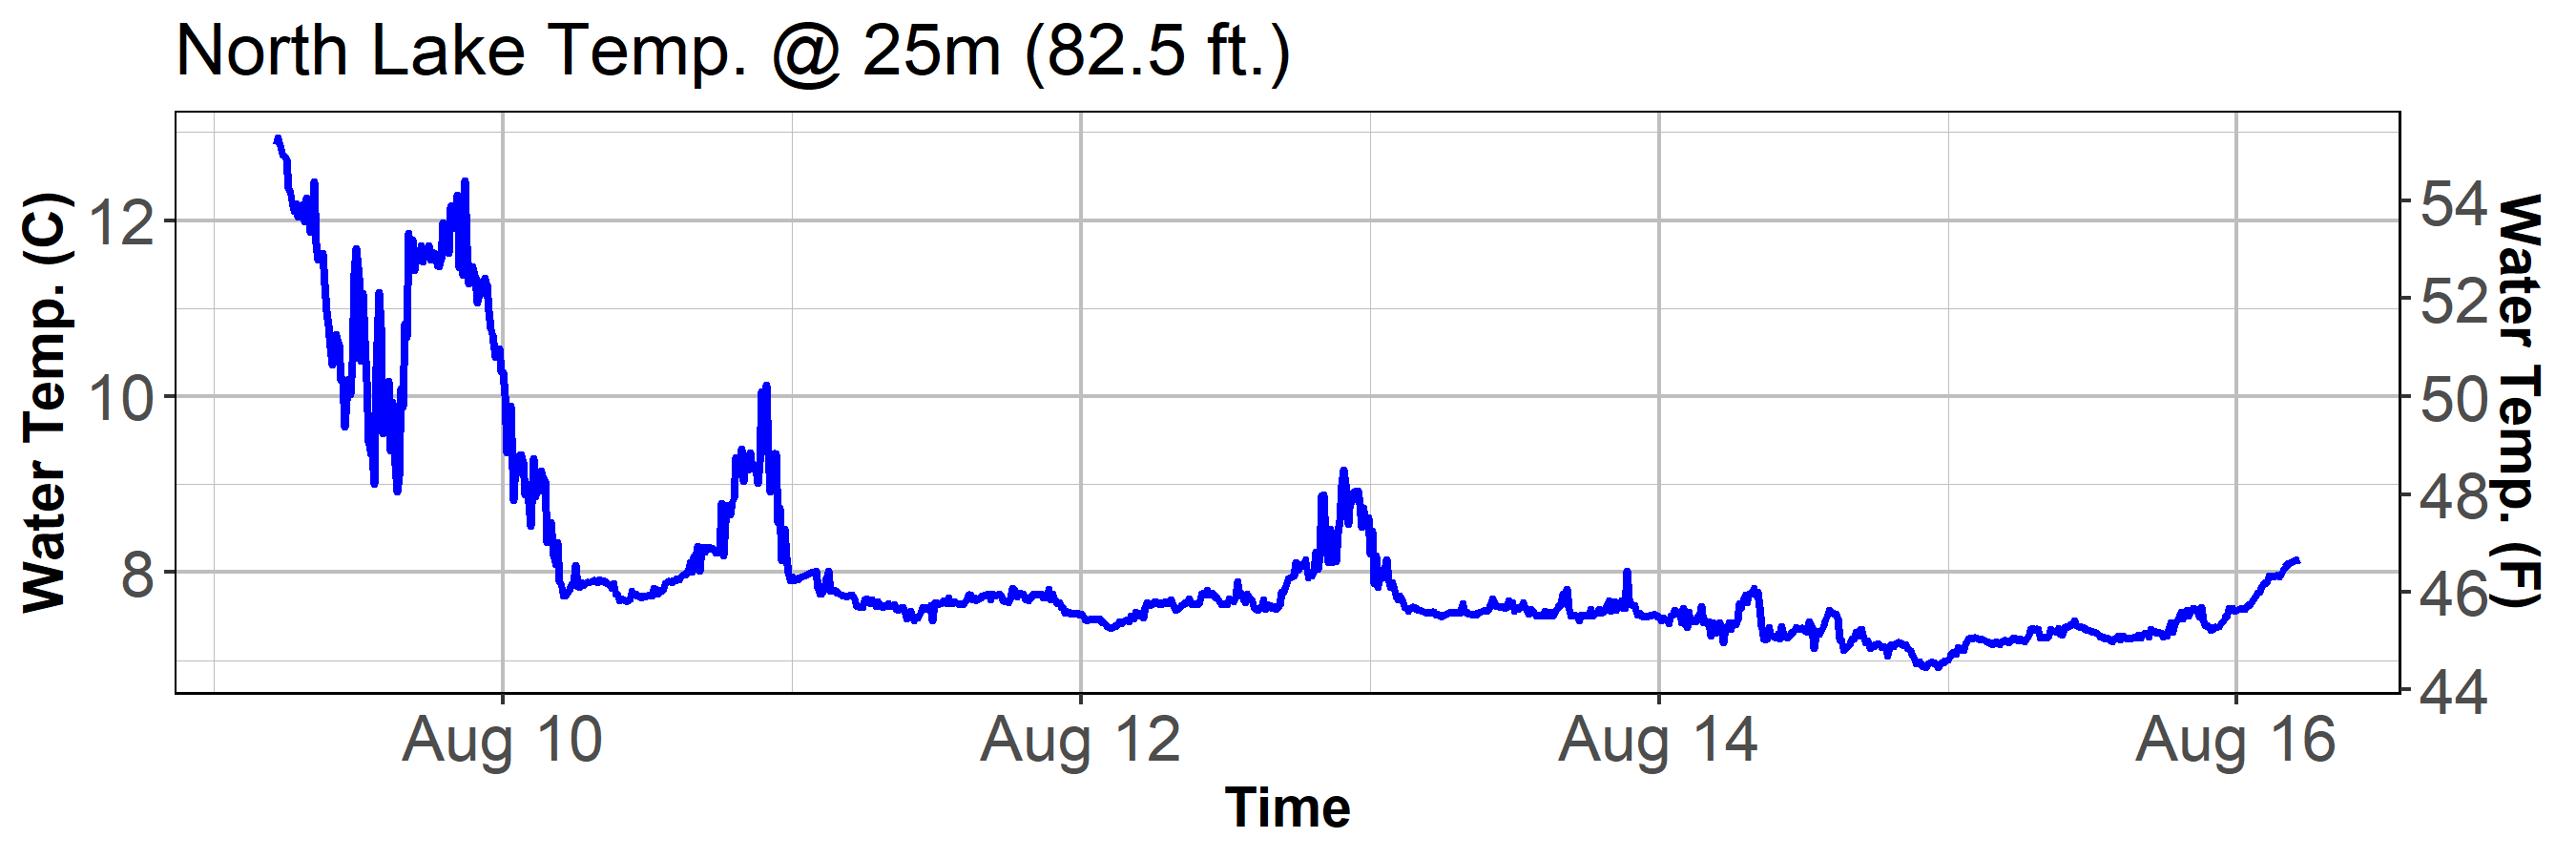 North Lake Temp. @ 25m (82.5 ft.)
Water Temp. (C)
12
10
8
54
52
50
48
46
44
Water Temp. (F)
Aug 10
Aug 12
Aug 14
Aug 16
Time